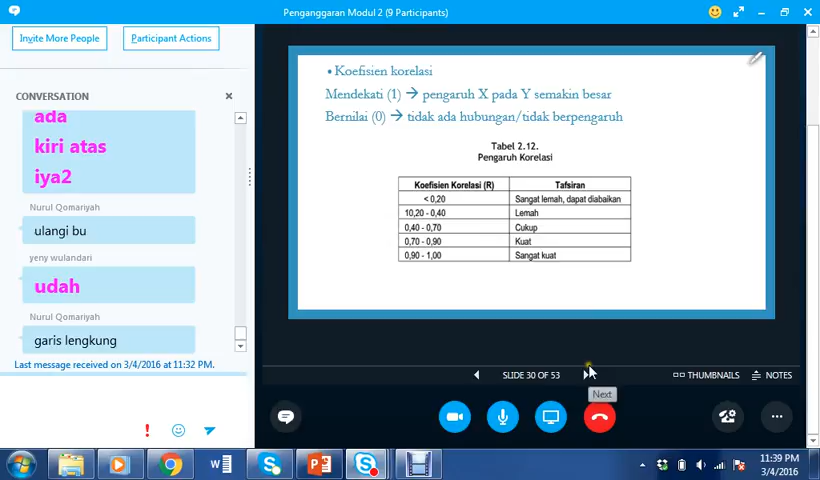 Penganggaran Modul 2 (9 Participants)
Invite More People
Participant Actions
CONVERSATION
ada
kiri atas
iya2
Nurul Qomariyah
ulangi bu
yeny wulandari
udah
Nurul Qomariyah
garis lengkung
Last message received on 3/4/2016 at 11:32 PM.
• Koefisien korelasi
Mendekati (1) → pengaruh X pada Y semakin besar
Bernilai (0) → tidak ada hubungan/tidak berpengaruh
Tabel 2.12.
Pengaruh Korelasi
Koefisien Korelasi (R) Tafsiran
< 0,20 Sangat lemah, dapat diabaikan
10,20 - 0,40 Lemah
0,40 - 0,70 Cukup
0,70 - 0,90 Kuat
0,90 - 1,00 Sangat kuat
SLIDE 30 OF 53
THUMBNAILS
NOTES
Next
11:39 PM
3/4/2016